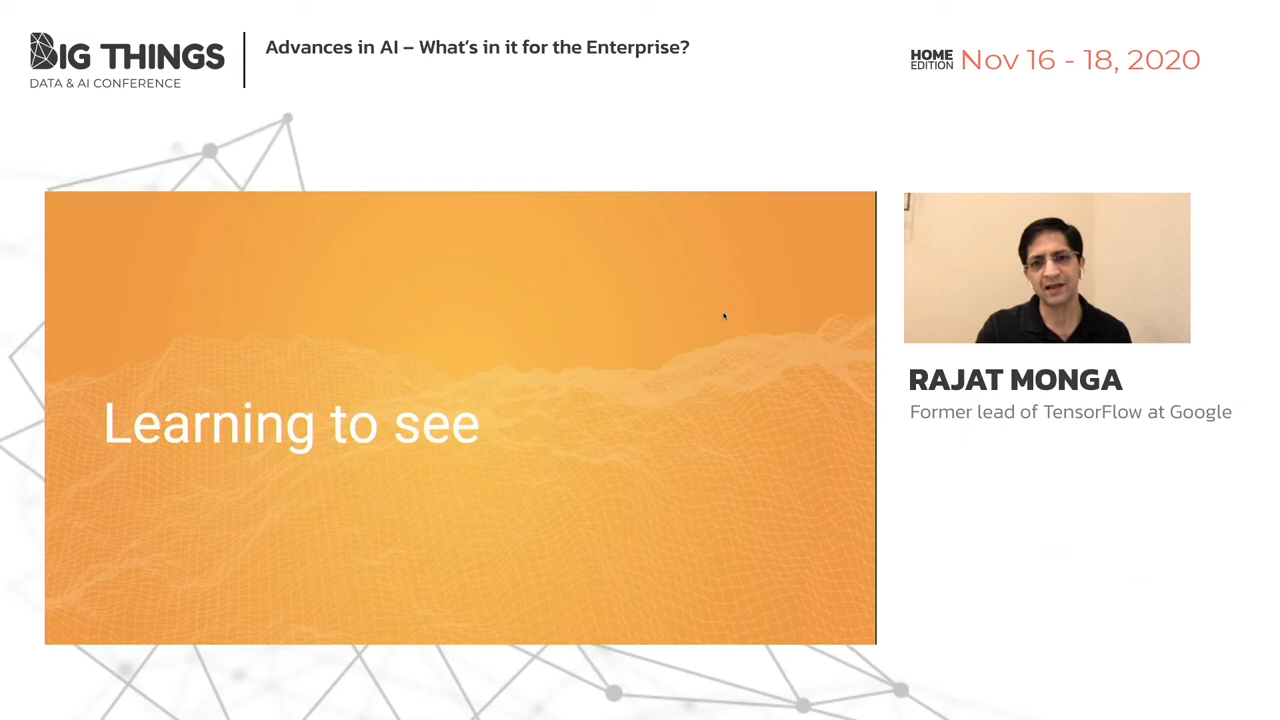 BIG THINGS
DATA & AI CONFERENCE
Advances in AI – What's in it for the Enterprise?
HOME
EDITION
Nov 16 - 18, 2020
Learning to see
RAJAT MONGA
Former lead of TensorFlow at Google